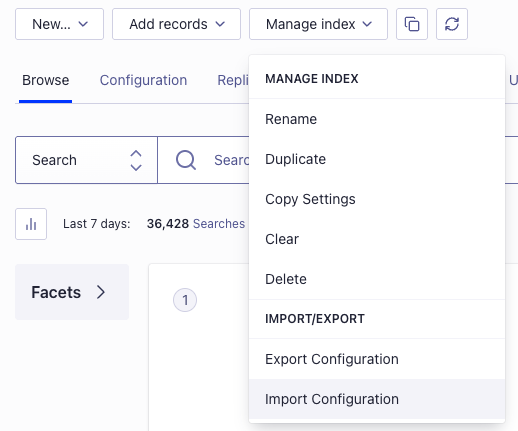 New...
Add records
Manage index
Browse
Configuration
Repli
U
MANAGE INDEX
Rename
Duplicate
Copy Settings
Clear
Delete
IMPORT/EXPORT
Export Configuration
Import Configuration
Search
Searc
Last 7 days: 36,428 Searches
Facets
1